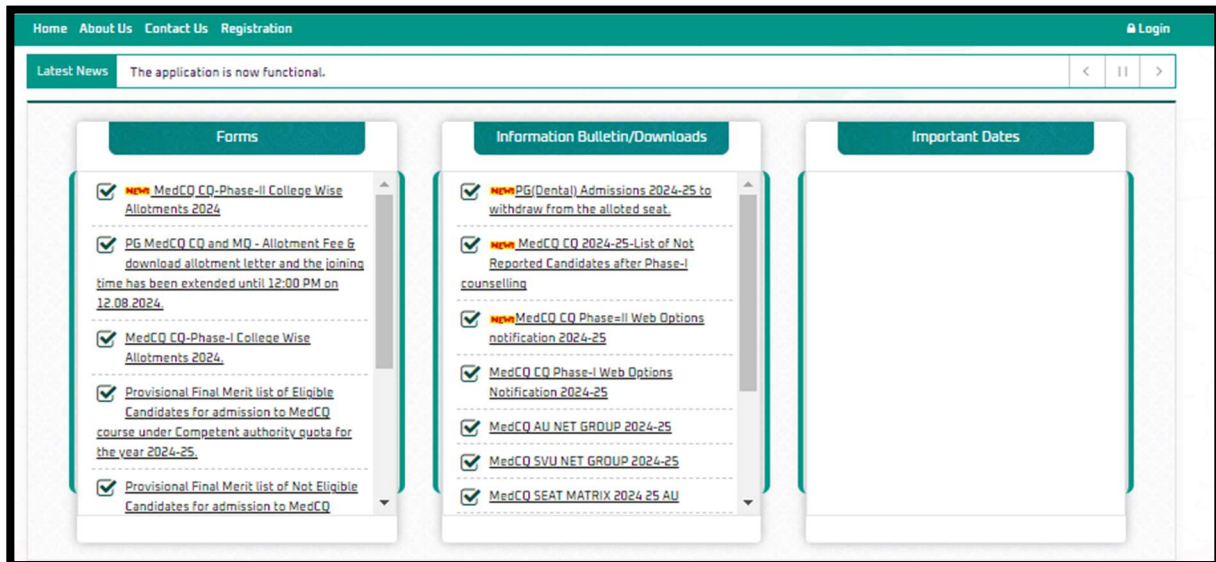 Home About Us Contact Us Registration Login
Latest News The application is now functional.
Forms
NEW! MedCQ CQ-Phase-II College Wise
Allotments 2024
PG MedCQ CQ and MQ - Allotment Fee &
download allotment letter and the joining
time has been extended until 12:00 PM on
12.08.2024.
MedCQ CQ-Phase-I College Wise
Allotments 2024.
Provisional Final Merit list of Eligible
Candidates for admission to MedCQ
course under Competent authority quota for
the year 2024-25.
Provisional Final Merit list of Not Eligible
Candidates for admission to MedCQ
Information Bulletin/Downloads
NEW! PG(Dental) Admissions 2024-25 to
withdraw from the alloted seat.
NEW! MedCQ CQ 2024-25-List of Not
Reported Candidates after Phase-I
counselling
NEW! MedCQ CQ Phase=II Web Options
notification 2024-25
MedCQ CQ Phase-I Web Options
Notification 2024-25
MedCQ AU NET GROUP 2024-25
MedCQ SVU NET GROUP 2024-25
MedCQ SEAT MATRIX 2024 25 AU
Important Dates